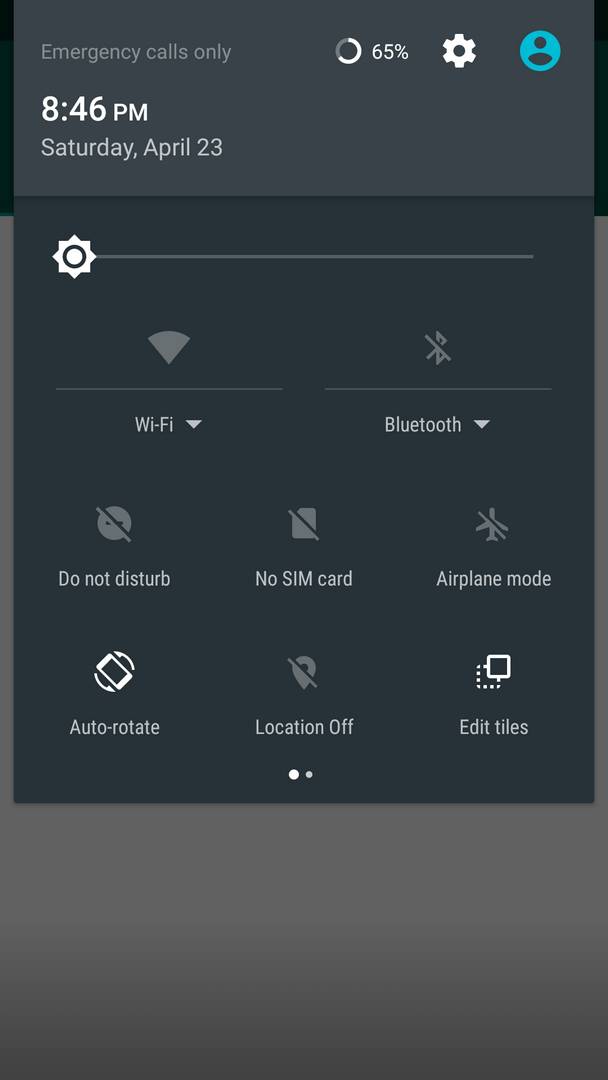 Emergency calls only 65%
8:46 PM
Saturday, April 23
Wi-Fi Bluetooth
Do not disturb No SIM card Airplane mode
Auto-rotate Location Off Edit tiles